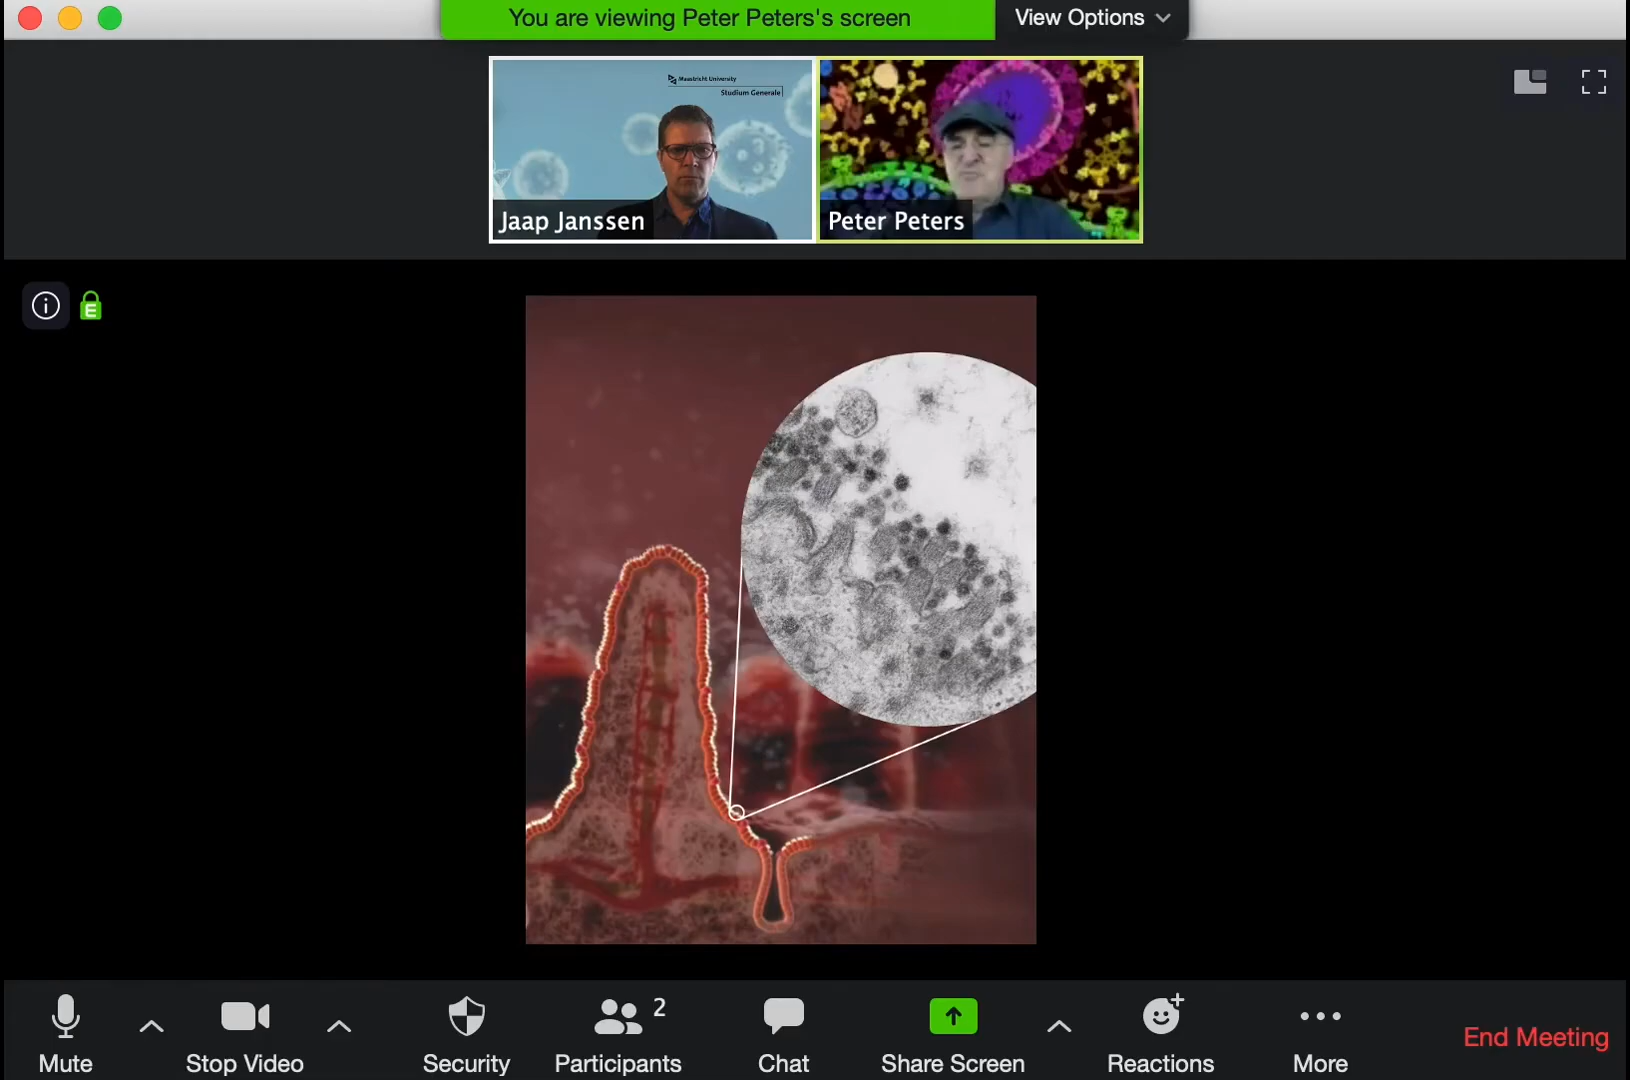 You are viewing Peter Peters's screen
View Options
Maastricht University
Studium Generale
Jaap Janssen
Peter Peters
E
Mute
Stop Video
Security
Participants
2
Chat
Share Screen
Reactions
More
End Meeting